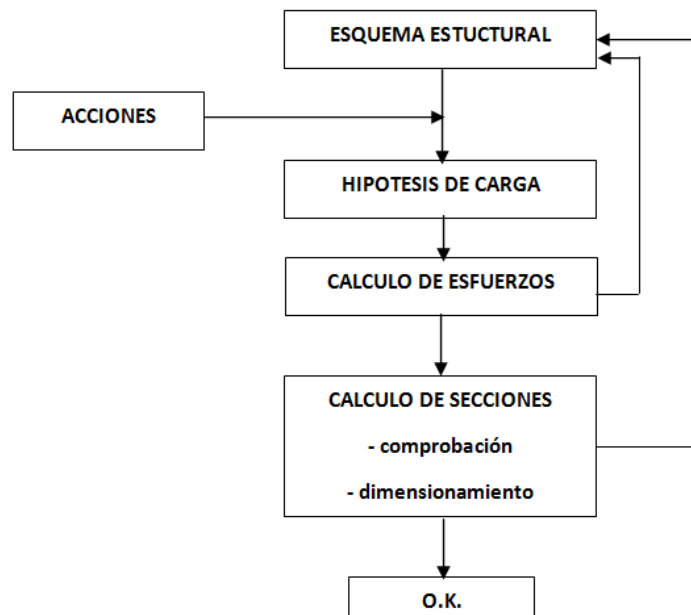 ESQUEMA ESTUCTURAL
ACCIONES
HIPOTESIS DE CARGA
CALCULO DE ESFUERZOS
CALCULO DE SECCIONES
- comprobación
- dimensionamiento
O.K.